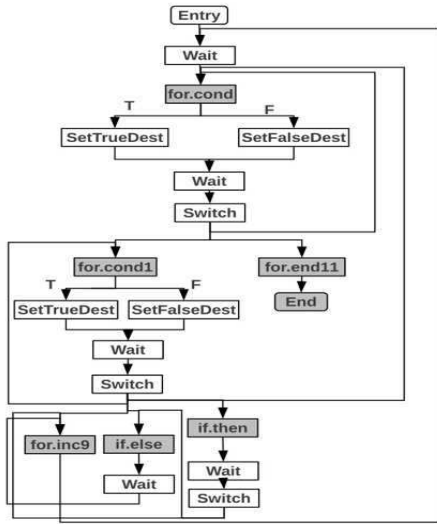 Entry
Wait
for.cond
T F
SetTrueDest SetFalseDest
Wait
Switch
for.cond1 for.end11
T F End
SetTrueDest SetFalseDest
Wait
Switch
for.inc9 if.else if.then
Wait Wait
Switch